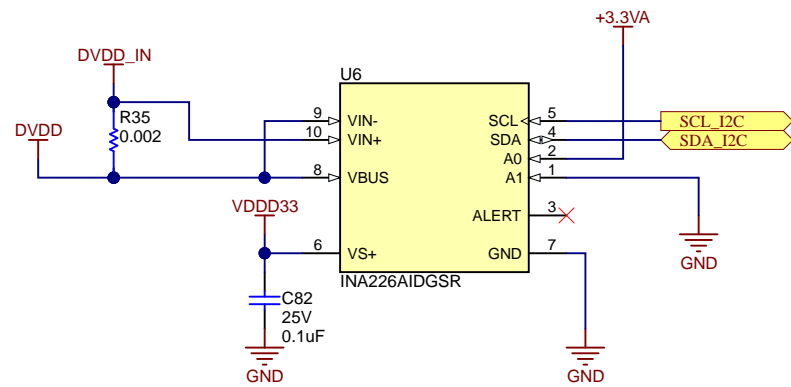 +3.3VA
DVDD_IN
U6
R35
0.002
DVDD
9
VIN-
SCL
5
SCL_I2C
10
VIN+
SDA
4
SDA_I2C
A0
2
8
VBUS
A1
1
VDDD33
ALERT
3
6
VS+
GND
7
GND
INA226AIDGSR
C82
25V
0.1uF
GND
GND